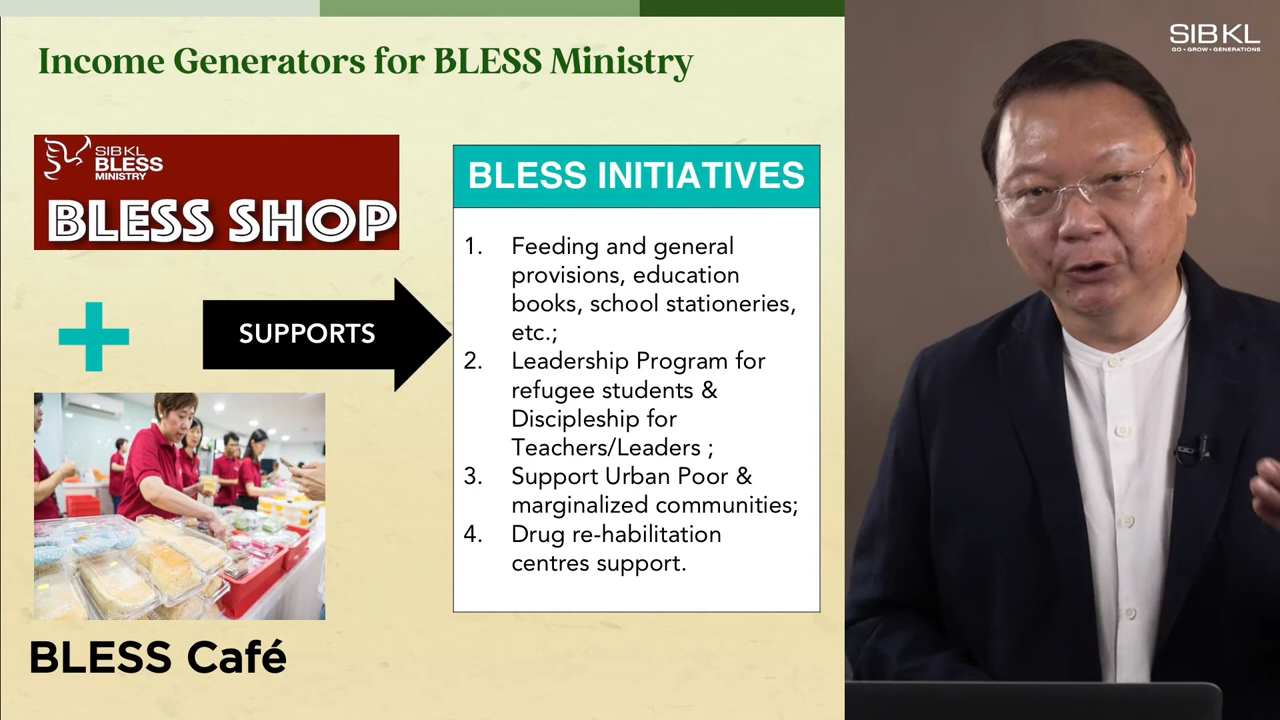 Income Generators for BLESS Ministry
SIBKL
GO • GROW • GENERATIONS
SIBKL
BLESS
MINISTRY
BLESS SHOP
SUPPORTS
BLESS Café
BLESS INITIATIVES
1. Feeding and general
provisions, education
books, school stationeries,
etc.;
2. Leadership Program for
refugee students &
Discipleship for
Teachers/Leaders ;
3. Support Urban Poor &
marginalized communities;
4. Drug re-habilitation
centres support.